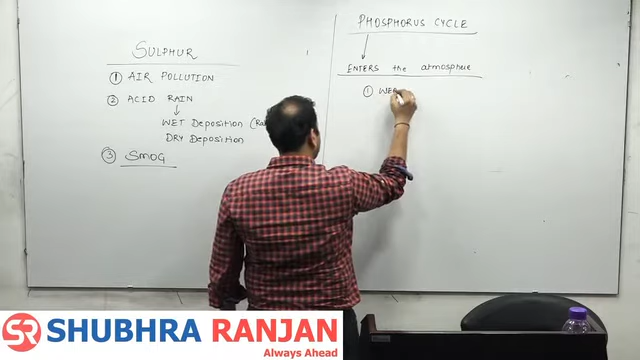 SULPHUR
① AIR POLLUTION
② ACID RAIN
↓
WET Deposition
DRY Deposition
③ SMOG
PHOSPHORUS CYCLE
ENTERS the atmosphere
①
SR SHUBHRA RANJAN
Always Ahead